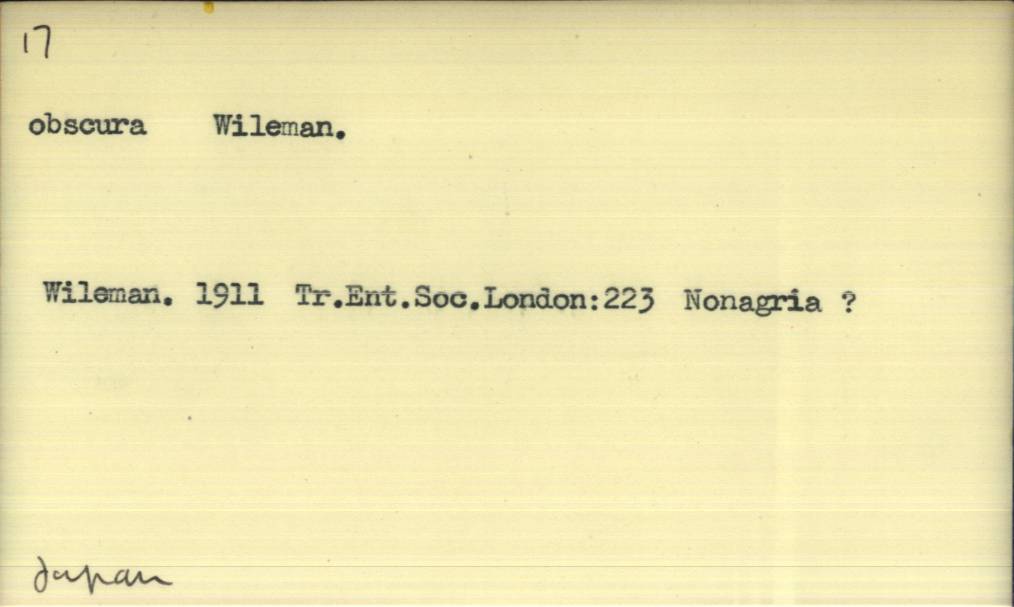 17
obscura Wileman.
Wileman. 1911 Tr.Ent.Soc.London:223 Nonagria ?
Japan